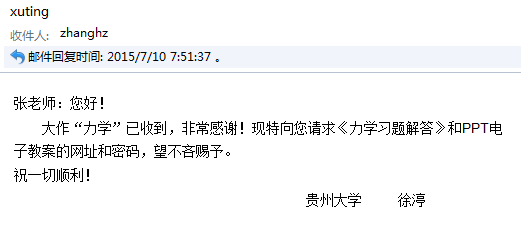 xuting
收件人: zhanghz
邮件回复时间: 2015/7/10 7:51:37 。
张老师：您好！
大作“力学”已收到，非常感谢！现特向您请求《力学习题解答》和PPT电
子教案的网址和密码，望不吝赐予。
祝一切顺利！
贵州大学 徐渟